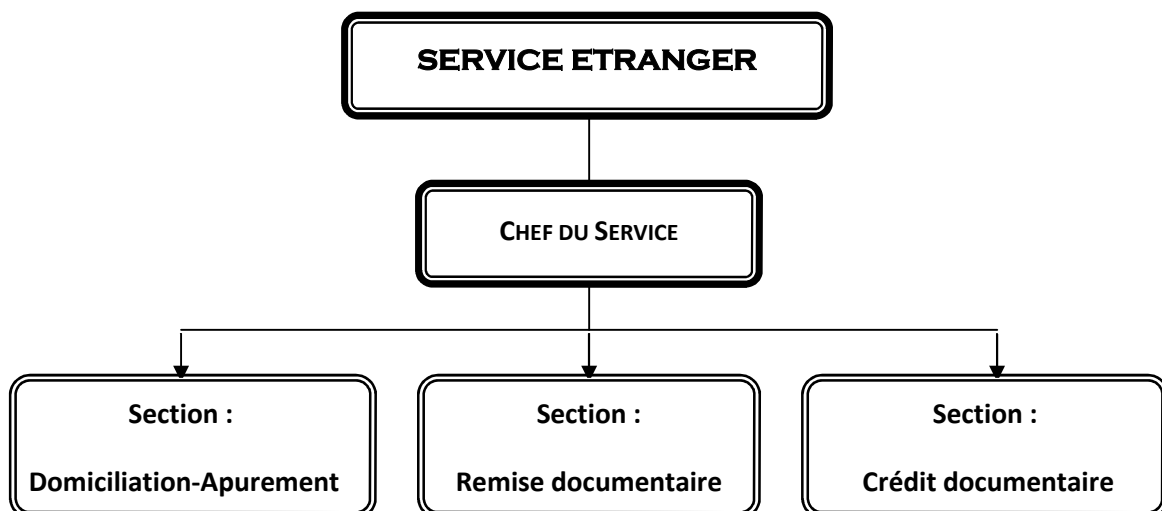 SERVICE ETRANGER
CHEF DU SERVICE
Section :
Domiciliation-Apurement
Section :
Remise documentaire
Section :
Crédit documentaire